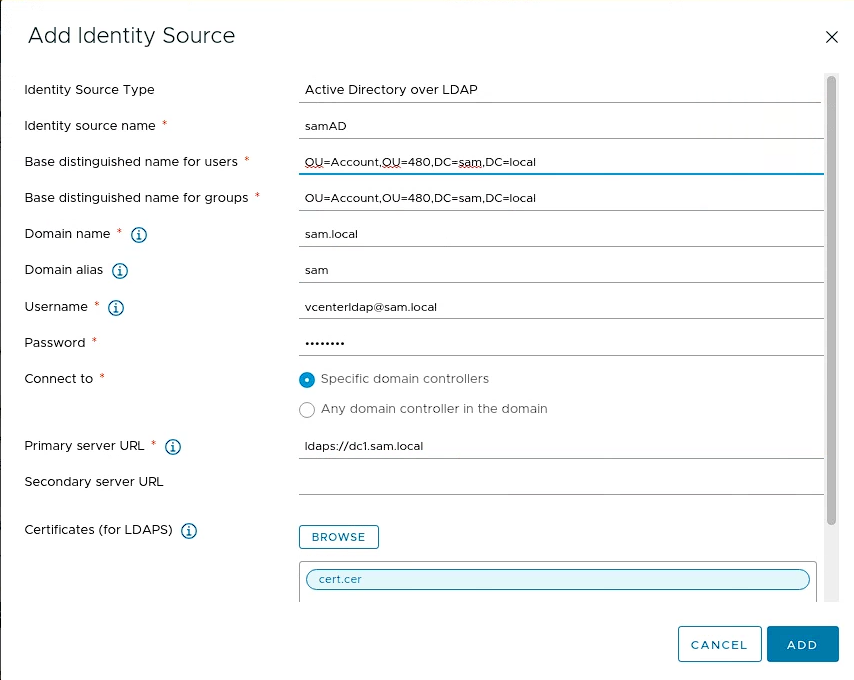 Add Identity Source
Identity Source Type Active Directory over LDAP
Identity source name * samAD
Base distinguished name for users * OU=Account,OU=480,DC=sam,DC=local
Base distinguished name for groups * OU=Account,OU=480,DC=sam,DC=local
Domain name * sam.local
Domain alias sam
Username * vcenterldap@sam.local
Password * ••••••••
Connect to * Specific domain controllers
Any domain controller in the domain
Primary server URL * ldaps://dc1.sam.local
Secondary server URL
Certificates (for LDAPS) BROWSE
cert.cer
CANCEL ADD